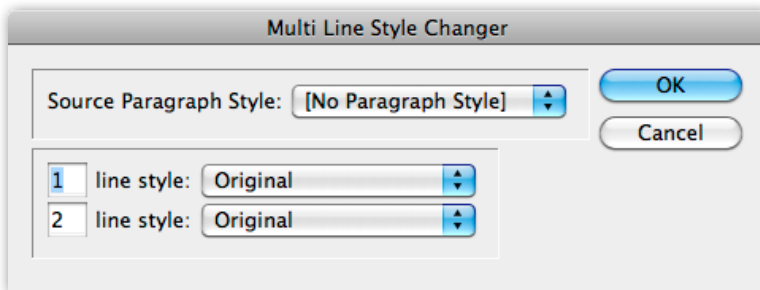 Multi Line Style Changer
Source Paragraph Style: [No Paragraph Style]
OK
Cancel
1 line style: Original
2 line style: Original